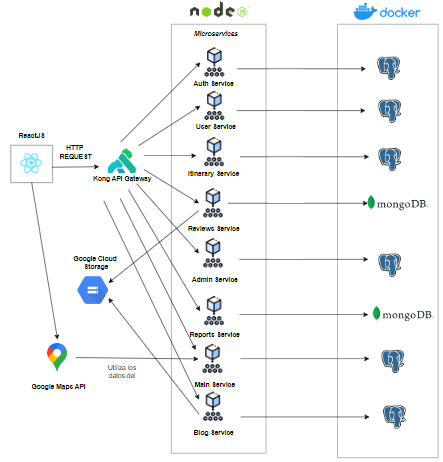 node
JS
docker
Microservices
Auth Service
ReactJS
User Service
HTTP
REQUEST
Kong API Gateway
Itinerary Service
mongoDB.
Reviews Service
Google Cloud
Storage
Admin Service
mongoDB.
Reports Service
Google Maps API
Utiliza los
datos del
Main Service
Blog Service